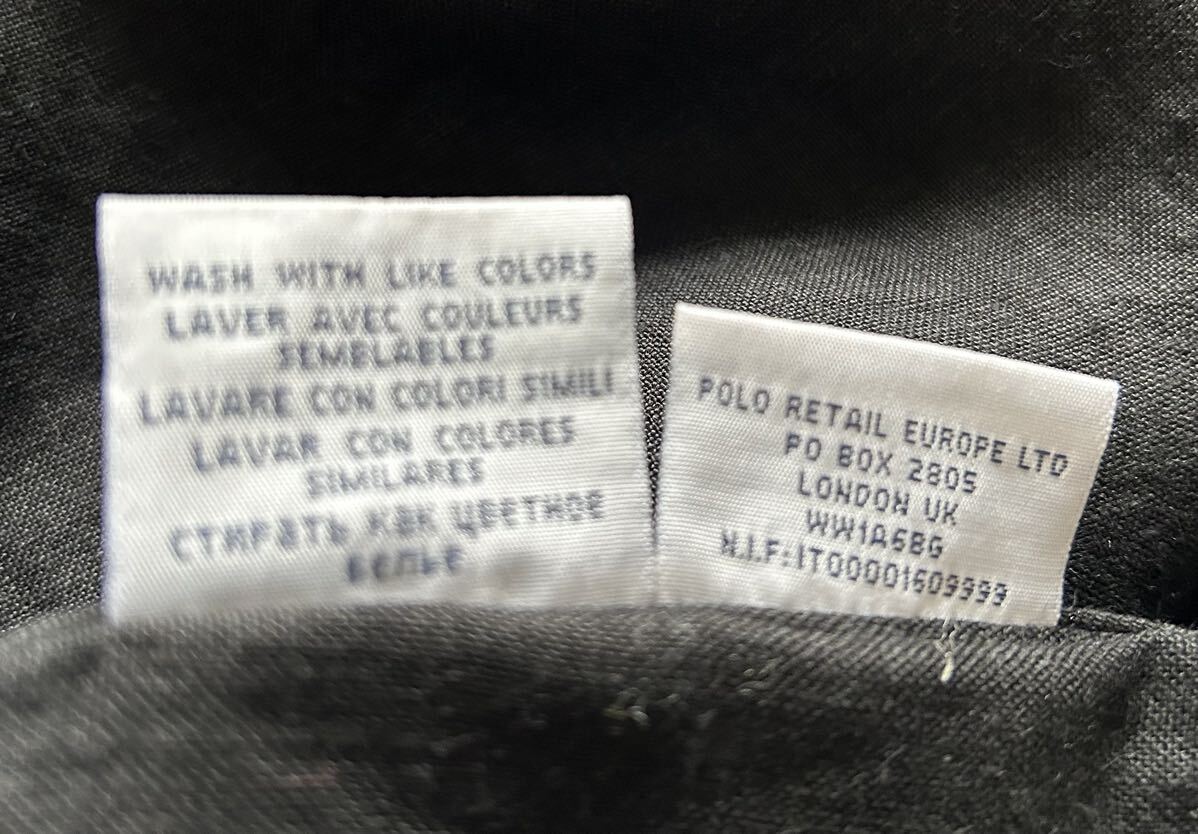 WASH WITH LIKE COLORS
LAVER AVEC COULEURS
SEMBLABLES
LAVARE CON COLORI SIMILI
LAVAR CON COLORES
SIMILARES
СТИРАТЬ КАК ЦВЕТНОЕ
БЕЛЬЕ
POLO RETAIL EUROPE LTD
PO BOX 2805
LONDON UK
WW1A6BG
N.I.F:IT00001609999